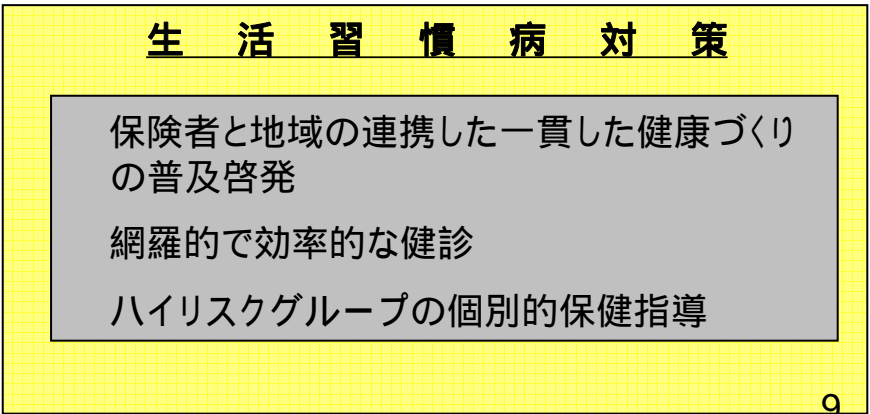 生活習慣病対策
保険者と地域の連携した一貫した健康づくり
の普及啓発
網羅的で効率的な健診
ハイリスクグループの個別的保健指導
9